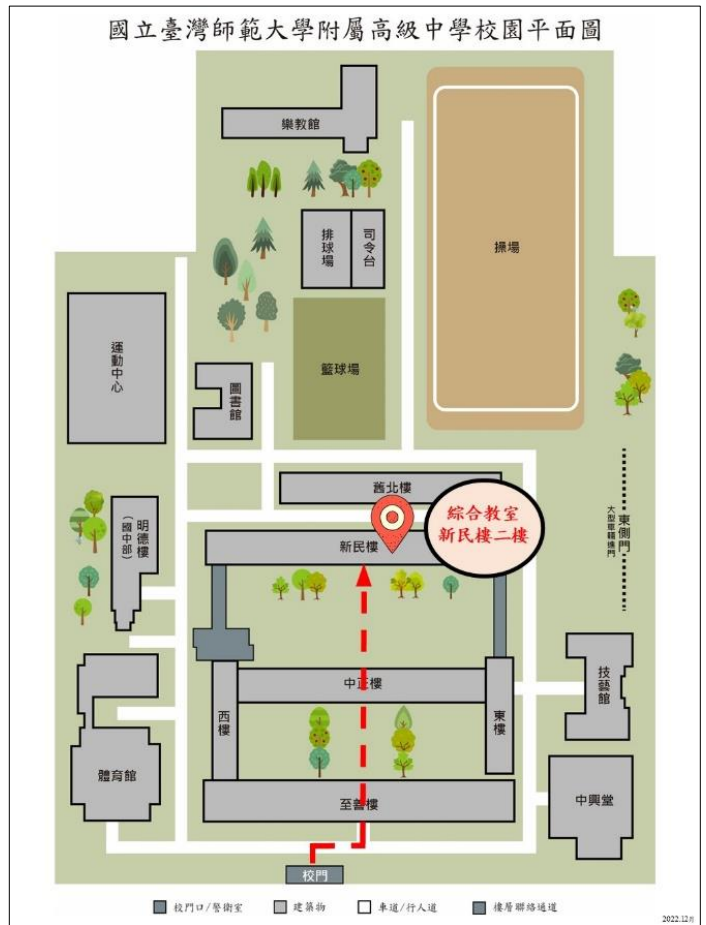 國立臺灣師範大學附屬高級中學校園平面圖
樂教館
排球場
司令台
操場
運動中心
圖書館
籃球場
舊北樓
明德樓
(國中部)
新民樓
綜合教室
新民樓二樓
東側門
大型車輛進門
西樓
中正樓
東樓
技藝館
體育館
至善樓
中興堂
校門
校門口/警衛室
建築物
車道/行人道
樓層聯絡通道
2022.12月